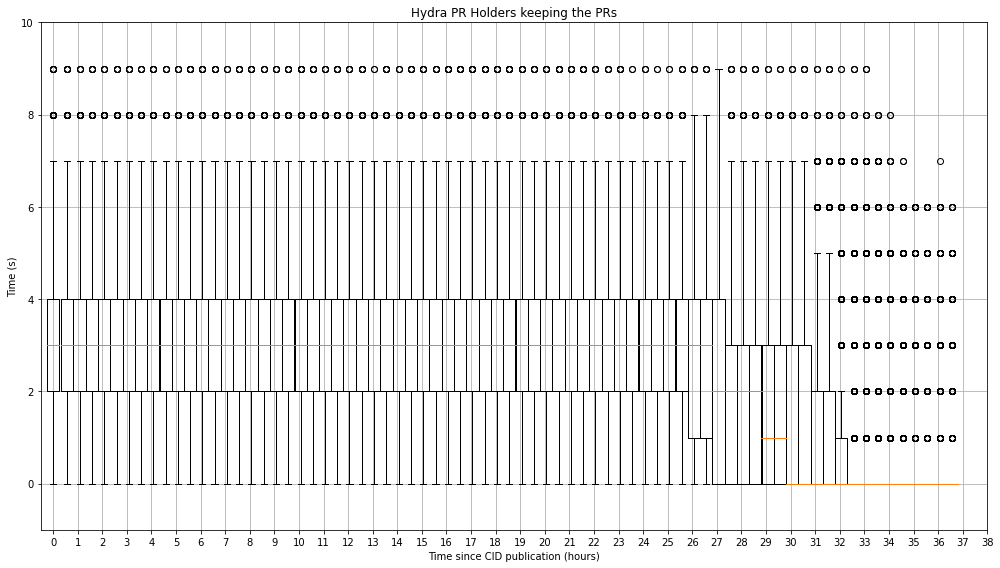 Hydra PR Holders keeping the PRs
10
8
6
4
2
0
Time (s)
0 1 2 3 4 5 6 7 8 9 10 11 12 13 14 15 16 17 18 19 20 21 22 23 24 25 26 27 28 29 30 31 32 33 34 35 36 37 38
Time since CID publication (hours)